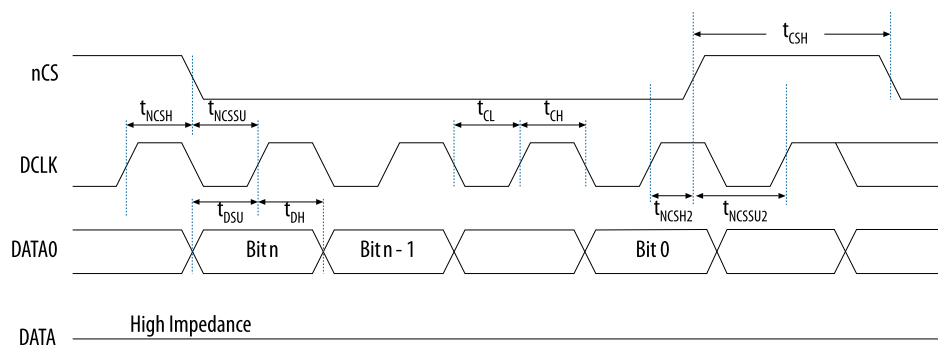 tCSH
nCS
tNCSH
tNCSSU
tCL
tCH
DCLK
tNCSH2
tNCSSU2
tDSU
tDH
DATA0
Bit n
Bit n - 1
Bit 0
High Impedance
DATA